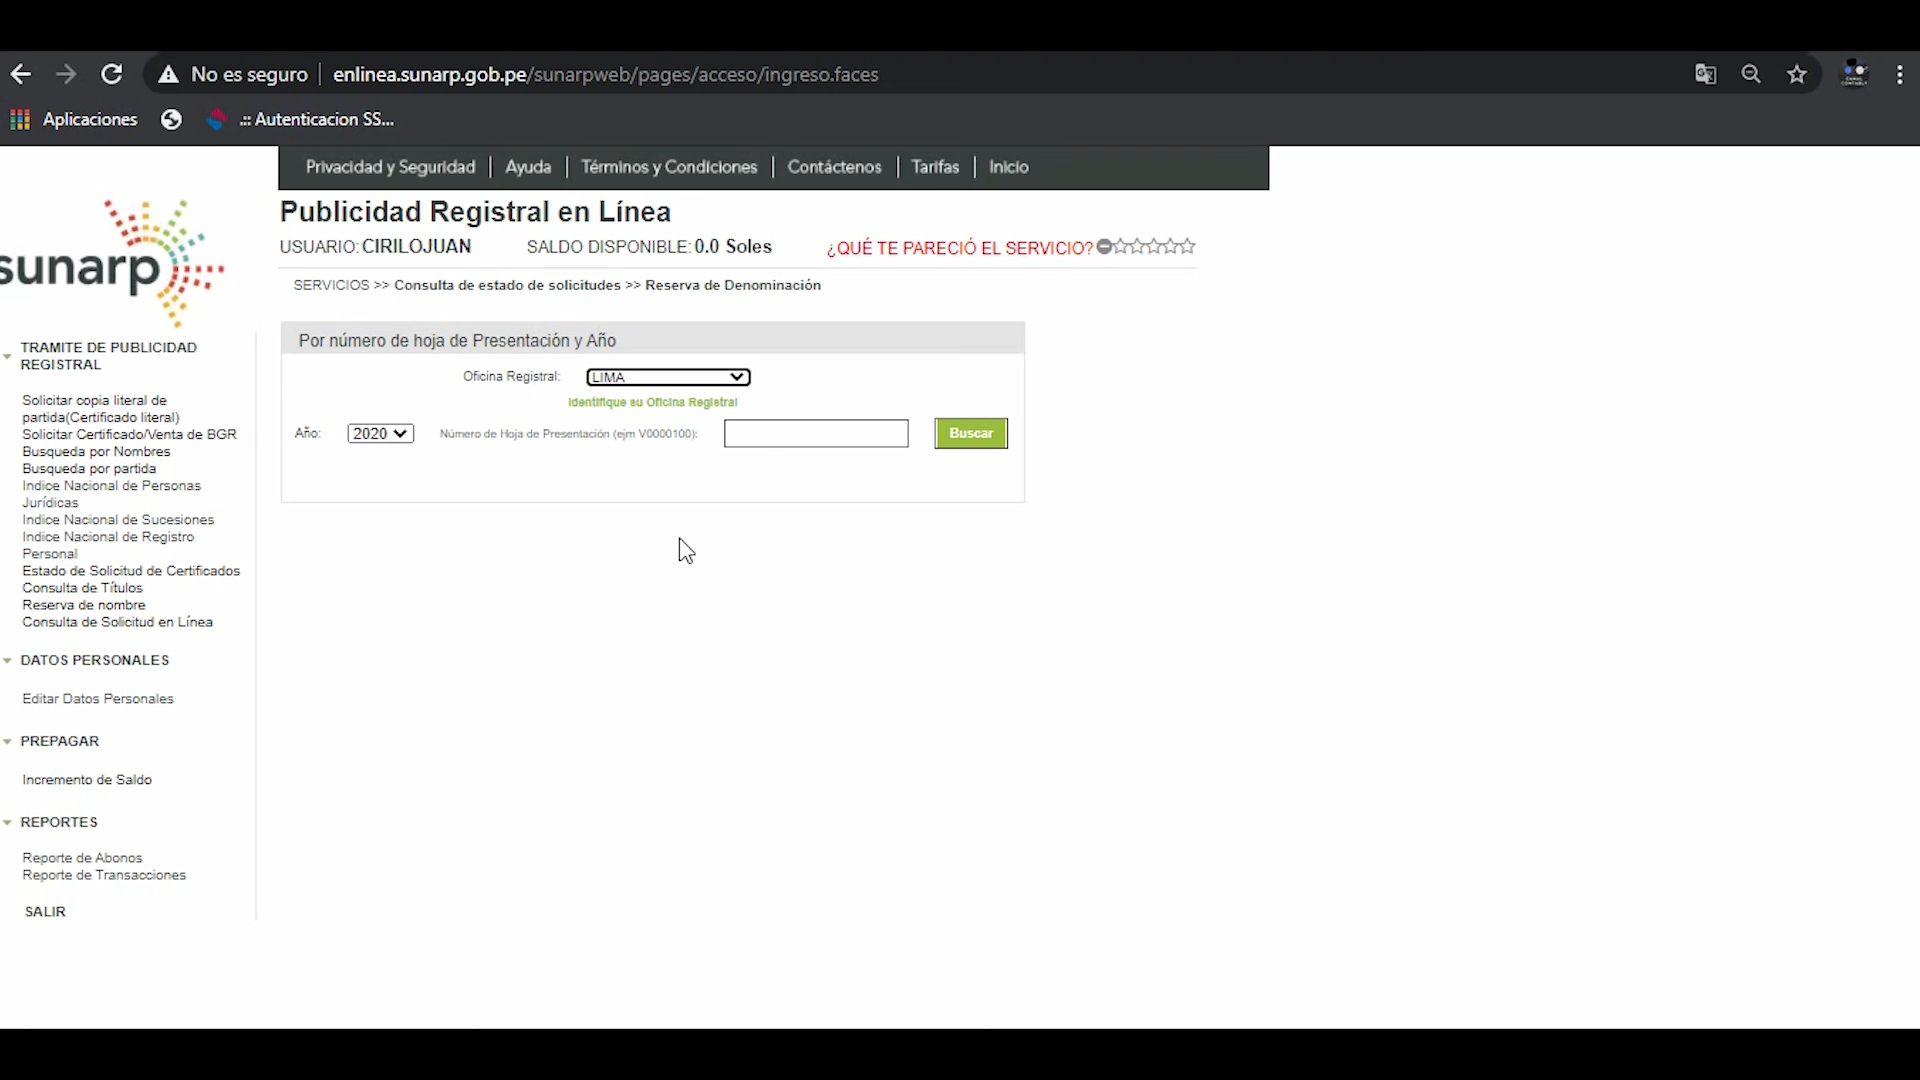 No es seguro enlinea.sunarp.gob.pe/sunarpweb/pages/acceso/ingreso.faces
Aplicaciones .:: Autenticacion SS...
Privacidad y Seguridad Ayuda Términos y Condiciones Contáctenos Tarifas Inicio
sunarp
Publicidad Registral en Línea
USUARIO: CIRILOJUAN SALDO DISPONIBLE: 0.0 Soles ¿QUÉ TE PARECIÓ EL SERVICIO?
SERVICIOS >> Consulta de estado de solicitudes >> Reserva de Denominación
Por número de hoja de Presentación y Año
Oficina Registral: LIMA
Identifique su Oficina Registral
Año: 2020 Número de Hoja de Presentación (ejm V0000100): Buscar
TRAMITE DE PUBLICIDAD
REGISTRAL
Solicitar copia literal de
partida(Certificado literal)
Solicitar Certificado/Venta de BGR
Busqueda por Nombres
Busqueda por partida
Indice Nacional de Personas
Jurídicas
Indice Nacional de Sucesiones
Indice Nacional de Registro
Personal
Estado de Solicitud de Certificados
Consulta de Títulos
Reserva de nombre
Consulta de Solicitud en Línea
DATOS PERSONALES
Editar Datos Personales
PREPAGAR
Incremento de Saldo
REPORTES
Reporte de Abonos
Reporte de Transacciones
SALIR